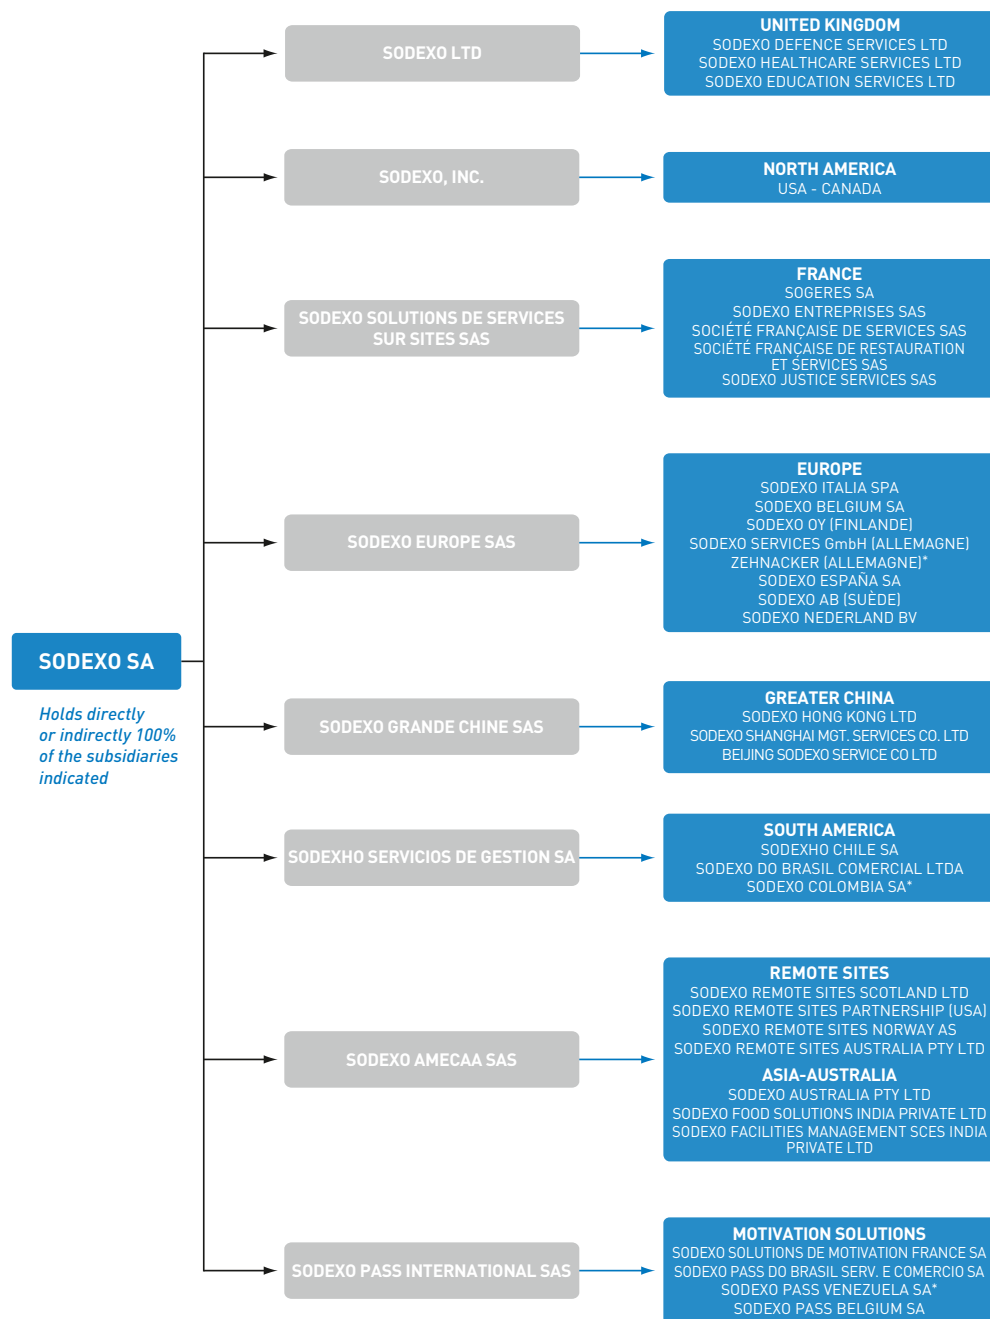 SODEXO LTD
UNITED KINGDOM
SODEXO DEFENCE SERVICES LTD
SODEXO HEALTHCARE SERVICES LTD
SODEXO EDUCATION SERVICES LTD
SODEXO, INC.
NORTH AMERICA
USA - CANADA
SODEXO SOLUTIONS DE SERVICES
SUR SITES SAS
FRANCE
SOGERES SA
SODEXO ENTREPRISES SAS
SOCIÉTÉ FRANÇAISE DE SERVICES SAS
SOCIÉTÉ FRANÇAISE DE RESTAURATION
ET SERVICES SAS
SODEXO JUSTICE SERVICES SAS
SODEXO EUROPE SAS
EUROPE
SODEXO ITALIA SPA
SODEXO BELGIUM SA
SODEXO OY (FINLANDE)
SODEXO SERVICES GmbH (ALLEMAGNE)
ZEHNACKER (ALLEMAGNE)*
SODEXO ESPAÑA SA
SODEXO AB (SUÈDE)
SODEXO NEDERLAND BV
SODEXO SA
Holds directly
or indirectly 100%
of the subsidiaries
indicated
SODEXO GRANDE CHINE SAS
GREATER CHINA
SODEXO HONG KONG LTD
SODEXO SHANGHAI MGT. SERVICES CO. LTD
BEIJING SODEXO SERVICE CO LTD
SODEXHO SERVICIOS DE GESTION SA
SOUTH AMERICA
SODEXHO CHILE SA
SODEXO DO BRASIL COMERCIAL LTDA
SODEXO COLOMBIA SA*
SODEXO AMECAA SAS
REMOTE SITES
SODEXO REMOTE SITES SCOTLAND LTD
SODEXO REMOTE SITES PARTNERSHIP (USA)
SODEXO REMOTE SITES NORWAY AS
SODEXO REMOTE SITES AUSTRALIA PTY LTD
ASIA-AUSTRALIA
SODEXO AUSTRALIA PTY LTD
SODEXO FOOD SOLUTIONS INDIA PRIVATE LTD
SODEXO FACILITIES MANAGEMENT SCES INDIA
PRIVATE LTD
SODEXO PASS INTERNATIONAL SAS
MOTIVATION SOLUTIONS
SODEXO SOLUTIONS DE MOTIVATION FRANCE SA
SODEXO PASS DO BRASIL SERV. E COMERCIO SA
SODEXO PASS VENEZUELA SA*
SODEXO PASS BELGIUM SA